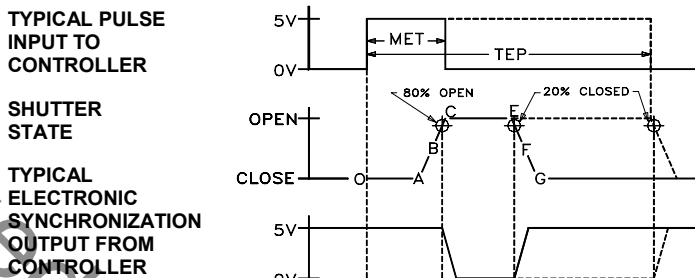 TYPICAL PULSE
INPUT TO
CONTROLLER
5V
0V
MET
TEP
SHUTTER
STATE
OPEN
CLOSE
80% OPEN
20% CLOSED
O
A
B
C
E
F
G
TYPICAL
ELECTRONIC
SYNCHRONIZATION
OUTPUT FROM
CONTROLLER
5V
0V